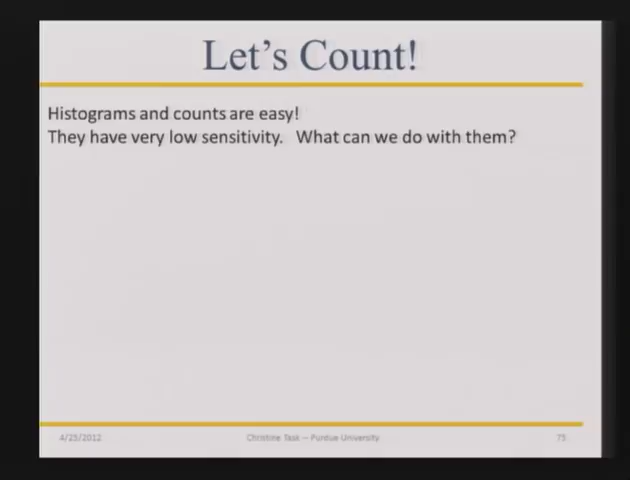 Let's Count!
Histograms and counts are easy!
They have very low sensitivity. What can we do with them?
4/25/2012 Christine Task – Purdue University 75